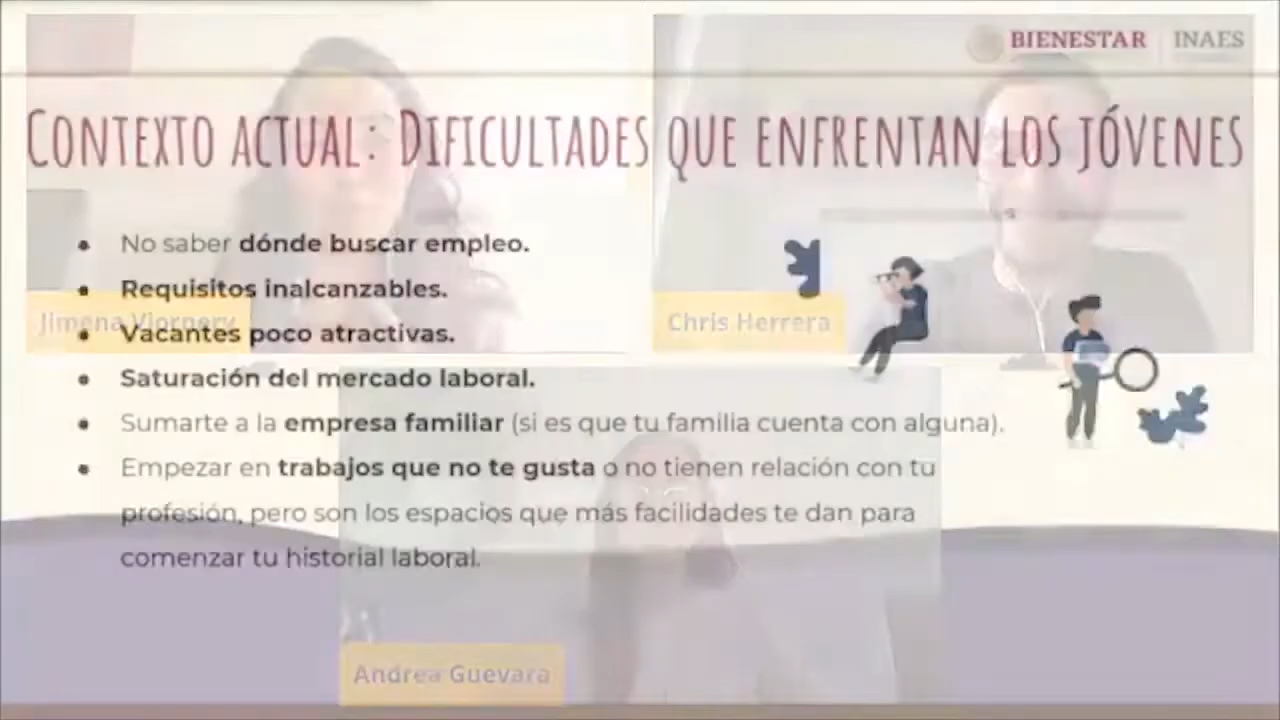 BIENESTAR INAES
CONTEXTO ACTUAL: DIFICULTADES QUE ENFRENTAN LOS JÓVENES
• No saber dónde buscar empleo.
• Requisitos inalcanzables.
• Vacantes poco atractivas.
• Saturación del mercado laboral.
• Sumarte a la empresa familiar (si es que tu familia cuenta con alguna).
• Empezar en trabajos que no te gusta o no tienen relación con tu
profesión, pero son los espacios que más facilidades te dan para
comenzar tu historial laboral.
Jimena
Chris Herrera
Andrea Guevara